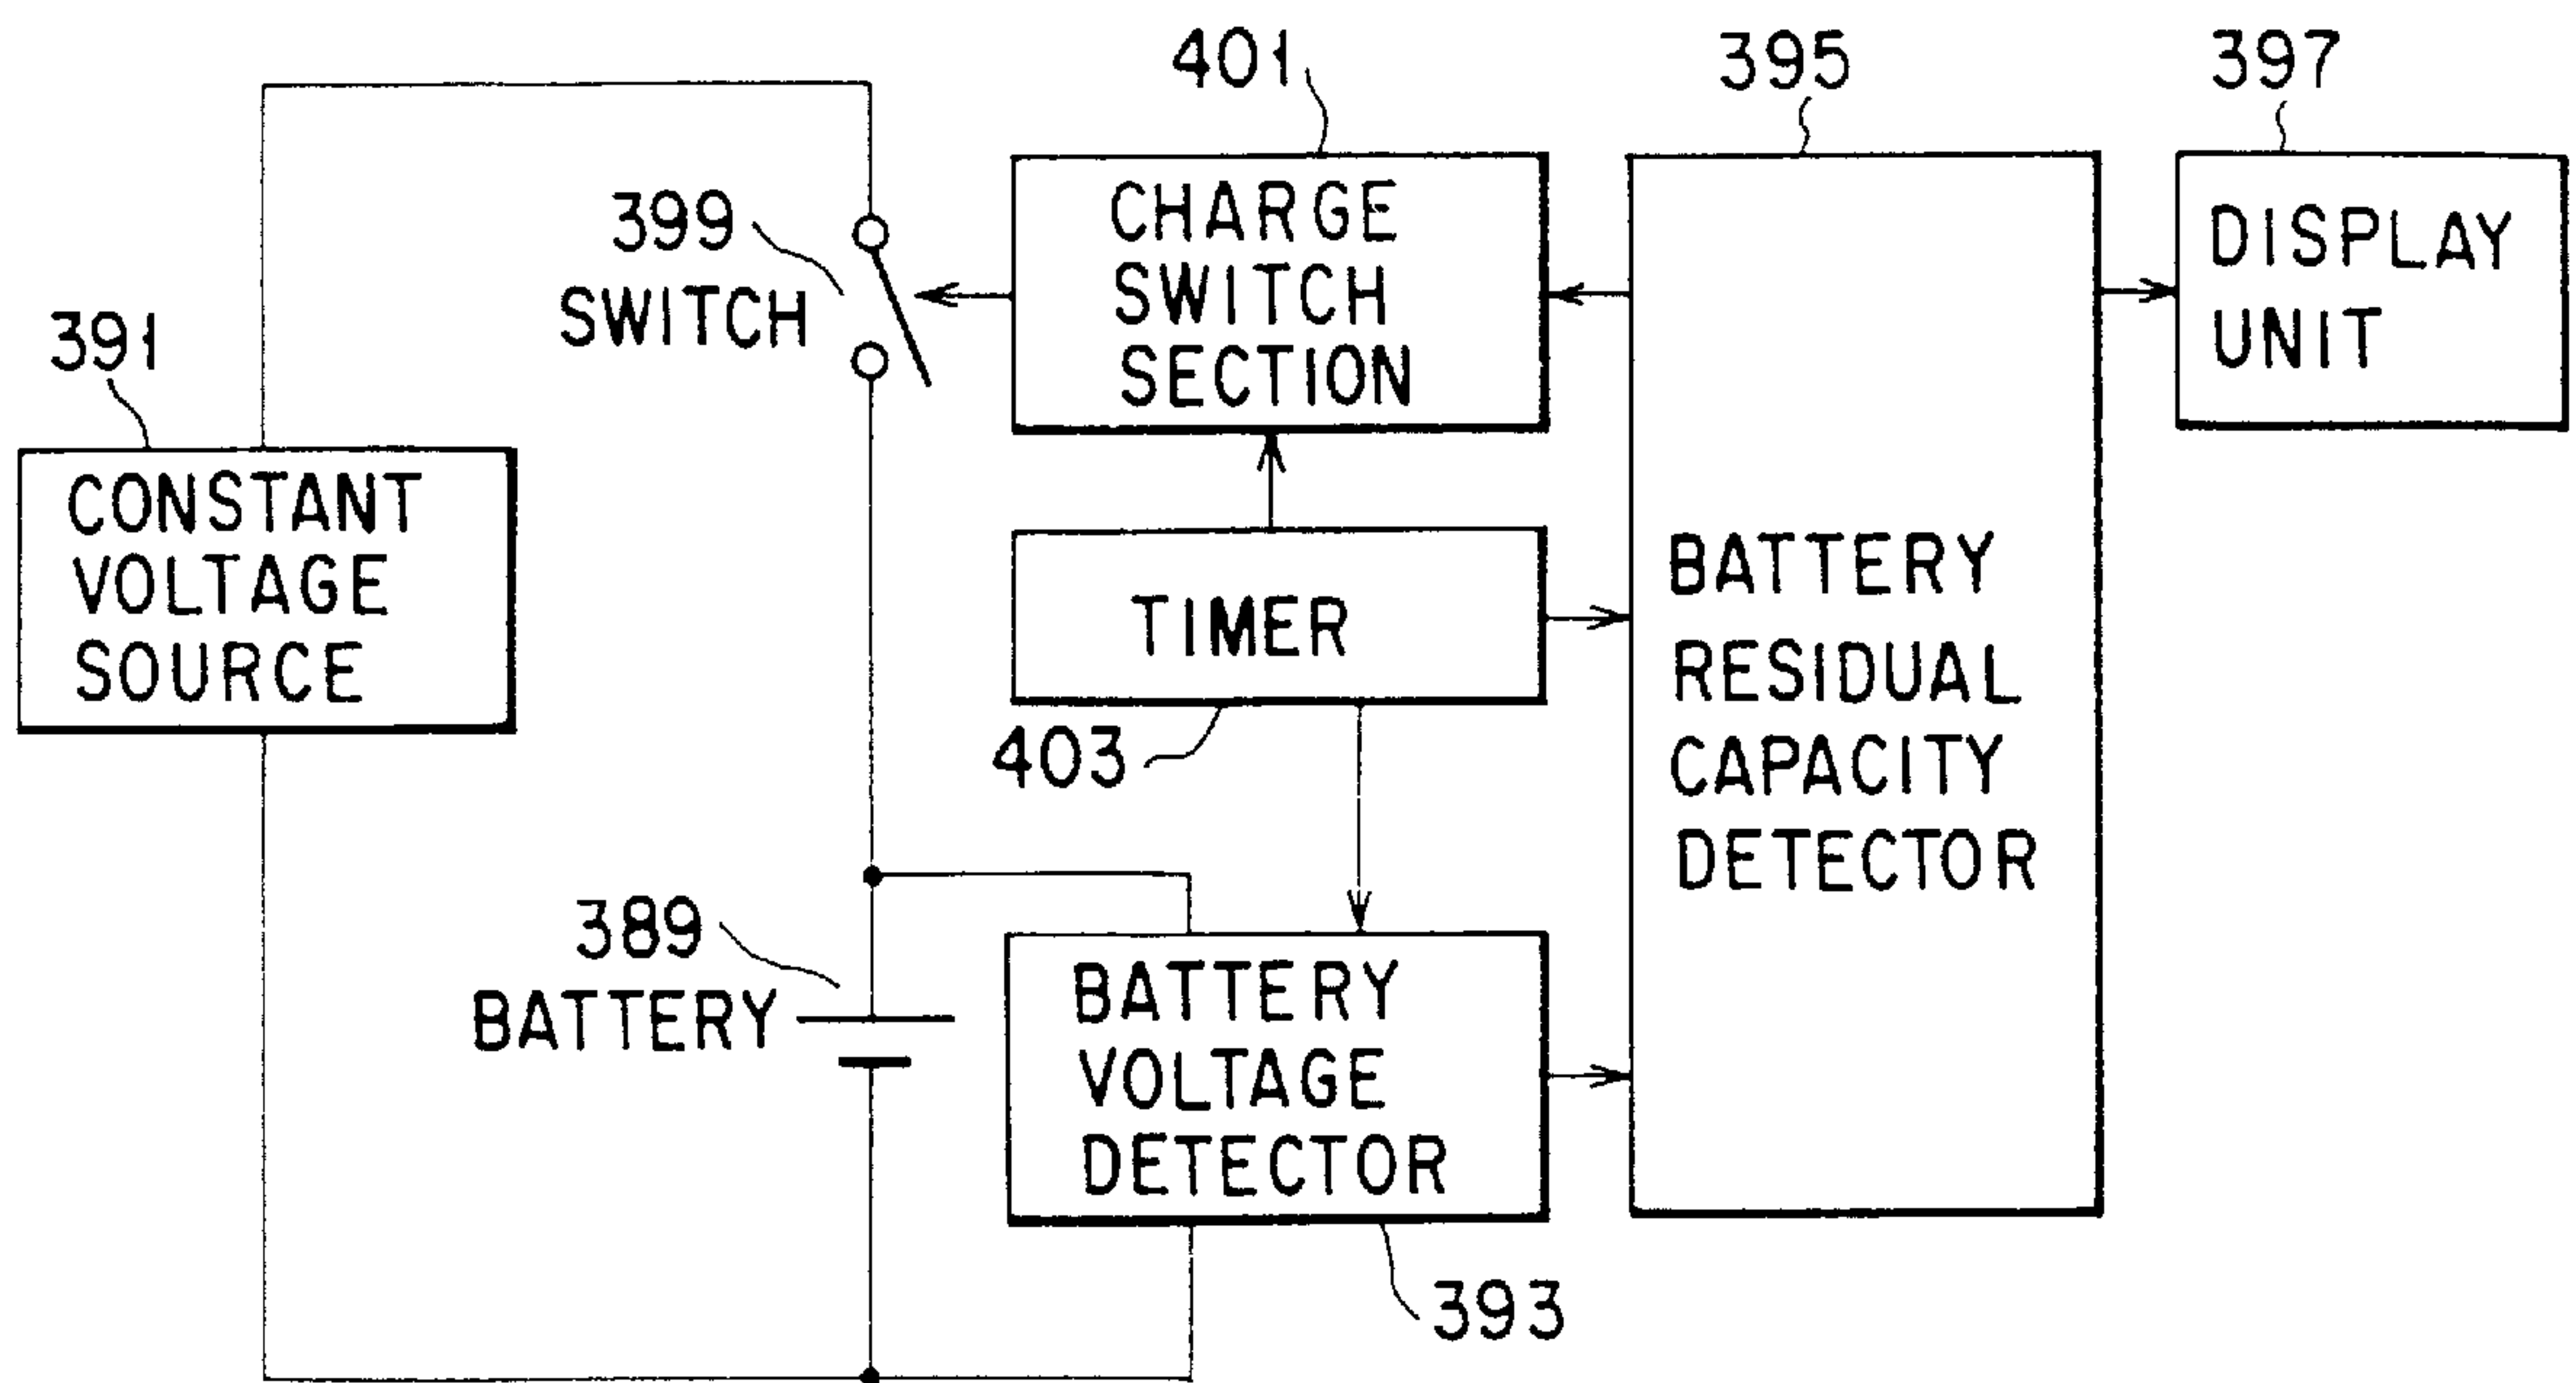 401
395
397
399
SWITCH
CHARGE
SWITCH
SECTION
DISPLAY
UNIT
391
CONSTANT
VOLTAGE
SOURCE
TIMER
403
BATTERY
RESIDUAL
CAPACITY
DETECTOR
389
BATTERY
BATTERY
VOLTAGE
DETECTOR
393